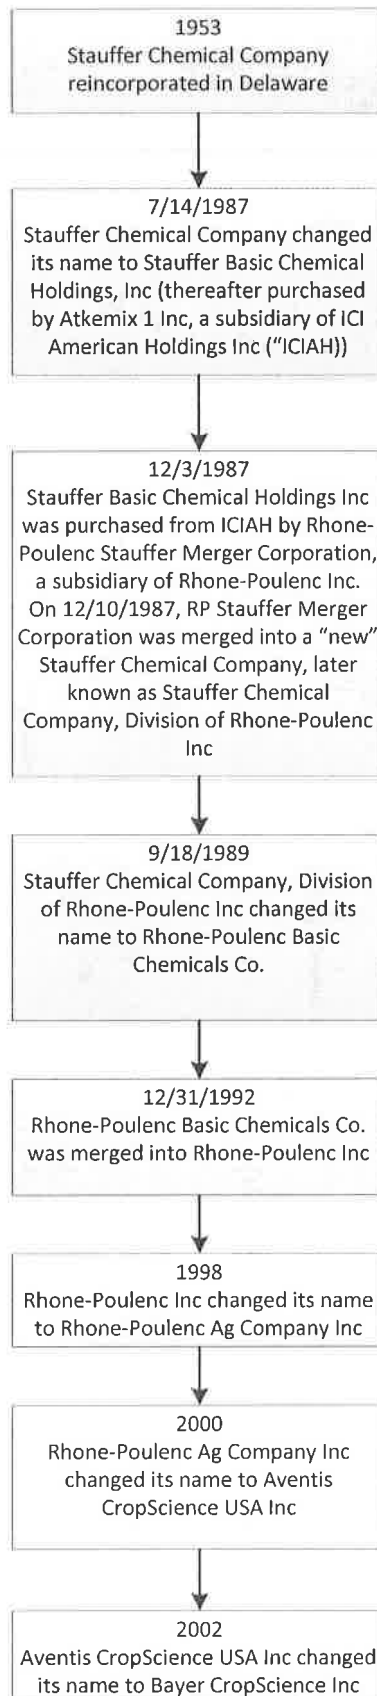 1953
Stauffer Chemical Company
reincorporated in Delaware
7/14/1987
Stauffer Chemical Company changed
its name to Stauffer Basic Chemical
Holdings, Inc (thereafter purchased
by Atkemix 1 Inc, a subsidiary of ICI
American Holdings Inc (“ICIAH))
12/3/1987
Stauffer Basic Chemical Holdings Inc
was purchased from ICIAH by Rhone-
Poulenc Stauffer Merger Corporation,
a subsidiary of Rhone-Poulenc Inc.
On 12/10/1987, RP Stauffer Merger
Corporation was merged into a “new”
Stauffer Chemical Company, later
known as Stauffer Chemical
Company, Division of Rhone-Poulenc
Inc
9/18/1989
Stauffer Chemical Company, Division
of Rhone-Poulenc Inc changed its
name to Rhone-Poulenc Basic
Chemicals Co.
12/31/1992
Rhone-Poulenc Basic Chemicals Co.
was merged into Rhone-Poulenc Inc
1998
Rhone-Poulenc Inc changed its name
to Rhone-Poulenc Ag Company Inc
2000
Rhone-Poulenc Ag Company Inc
changed its name to Aventis
CropScience USA Inc
2002
Aventis CropScience USA Inc changed
its name to Bayer CropScience Inc